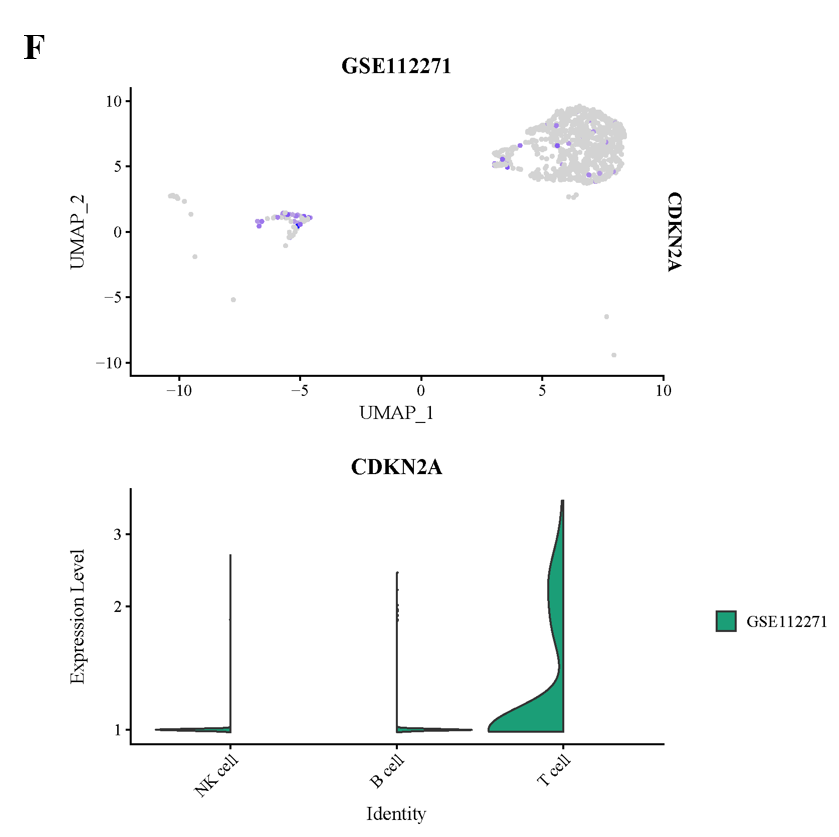 F
GSE112271
10
5
0
−5
−10
UMAP_2
CDKN2A
−10
−5
0
5
10
UMAP_1
CDKN2A
3
2
1
Expression Level
GSE112271
NK cell
B cell
T cell
Identity